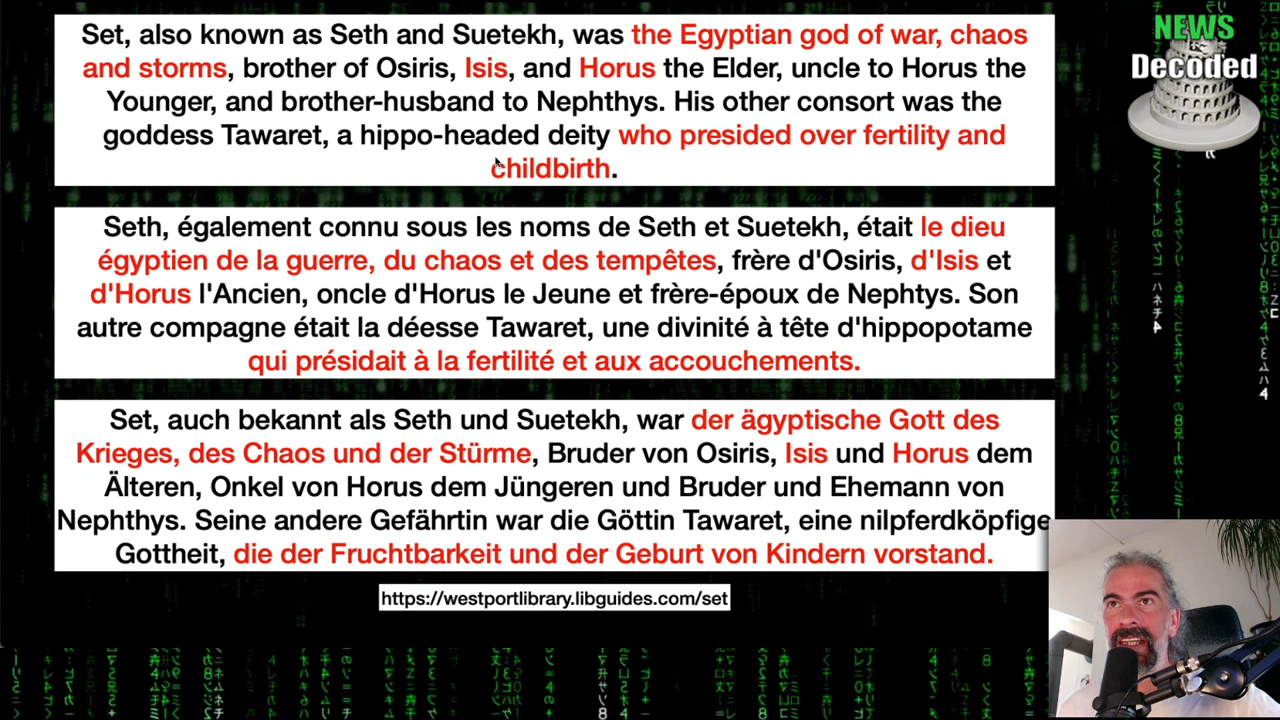 Set, also known as Seth and Suetekh, was the Egyptian god of war, chaos
and storms, brother of Osiris, Isis, and Horus the Elder, uncle to Horus the
Younger, and brother-husband to Nephthys. His other consort was the
goddess Tawaret, a hippo-headed deity who presided over fertility and
childbirth.
Seth, également connu sous les noms de Seth et Suetekh, était le dieu
égyptien de la guerre, du chaos et des tempêtes, frère d'Osiris, d'Isis et
d'Horus l'Ancien, oncle d'Horus le Jeune et frère-époux de Nephtys. Son
autre compagne était la déesse Tawaret, une divinité à tête d'hippopotame
qui présidait à la fertilité et aux accouchements.
Set, auch bekannt als Seth und Suetekh, war der ägyptische Gott des
Krieges, des Chaos und der Stürme, Bruder von Osiris, Isis und Horus dem
Älteren, Onkel von Horus dem Jüngeren und Bruder und Ehemann von
Nephthys. Seine andere Gefährtin war die Göttin Tawaret, eine nilpferdköpfige
Gottheit, die der Fruchtbarkeit und der Geburt von Kindern vorstand.
https://westportlibrary.libguides.com/set
NEWS
Decoded